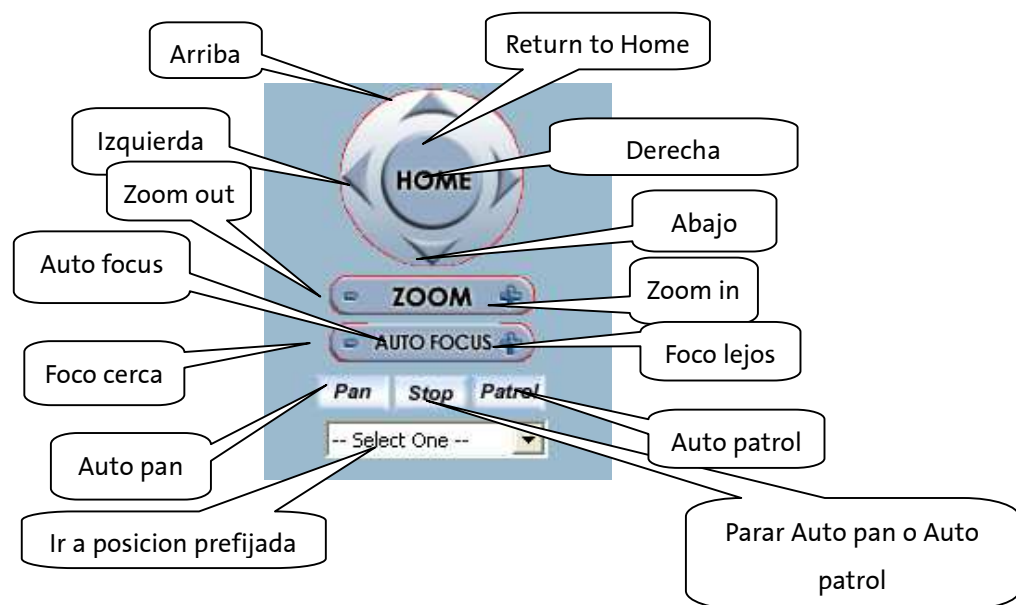 Arriba
Return to Home
Izquierda
Derecha
HOME
Zoom out
Abajo
Auto focus
Zoom in
ZOOM
AUTO FOCUS
Foco lejos
Foco cerca
Pan
Stop
Patrol
-- Select One --
Auto patrol
Auto pan
Ir a posicion prefijada
Parar Auto pan o Auto
patrol